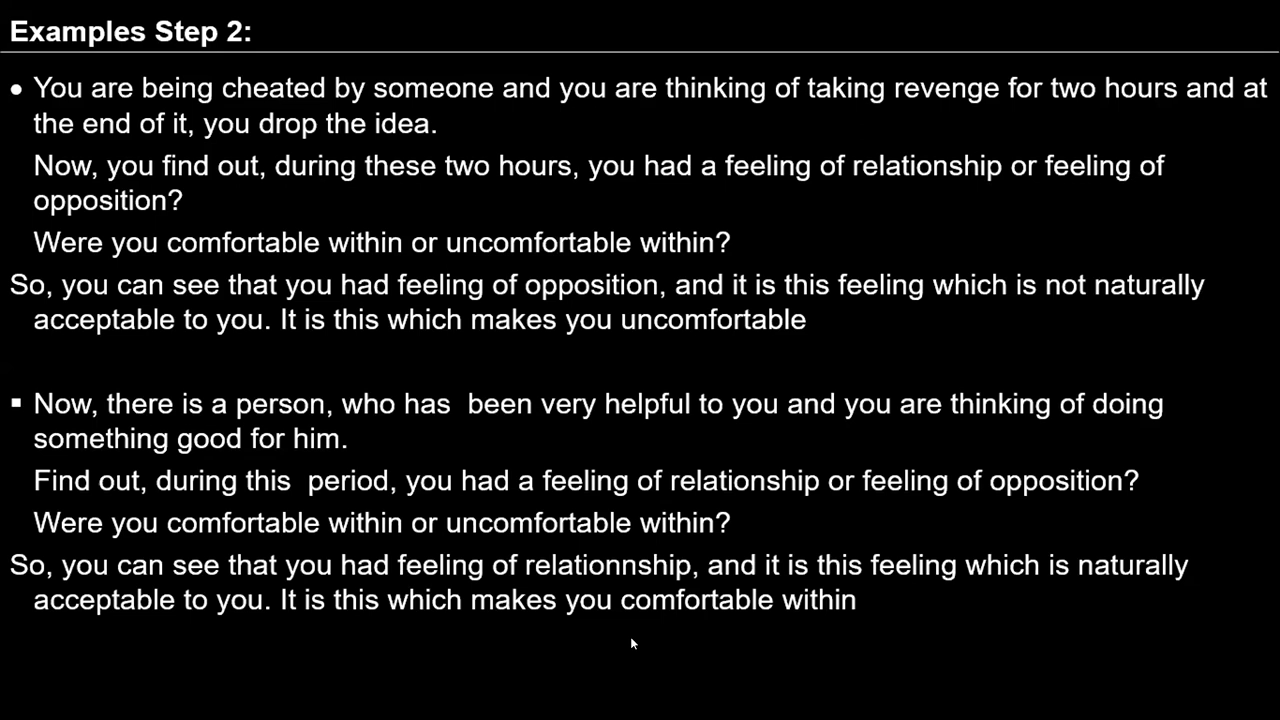 Examples Step 2:
• You are being cheated by someone and you are thinking of taking revenge for two hours and at
the end of it, you drop the idea.
Now, you find out, during these two hours, you had a feeling of relationship or feeling of
opposition?
Were you comfortable within or uncomfortable within?
So, you can see that you had feeling of opposition, and it is this feeling which is not naturally
acceptable to you. It is this which makes you uncomfortable
▪ Now, there is a person, who has  been very helpful to you and you are thinking of doing
something good for him.
Find out, during this  period, you had a feeling of relationship or feeling of opposition?
Were you comfortable within or uncomfortable within?
So, you can see that you had feeling of relationnship, and it is this feeling which is naturally
acceptable to you. It is this which makes you comfortable within